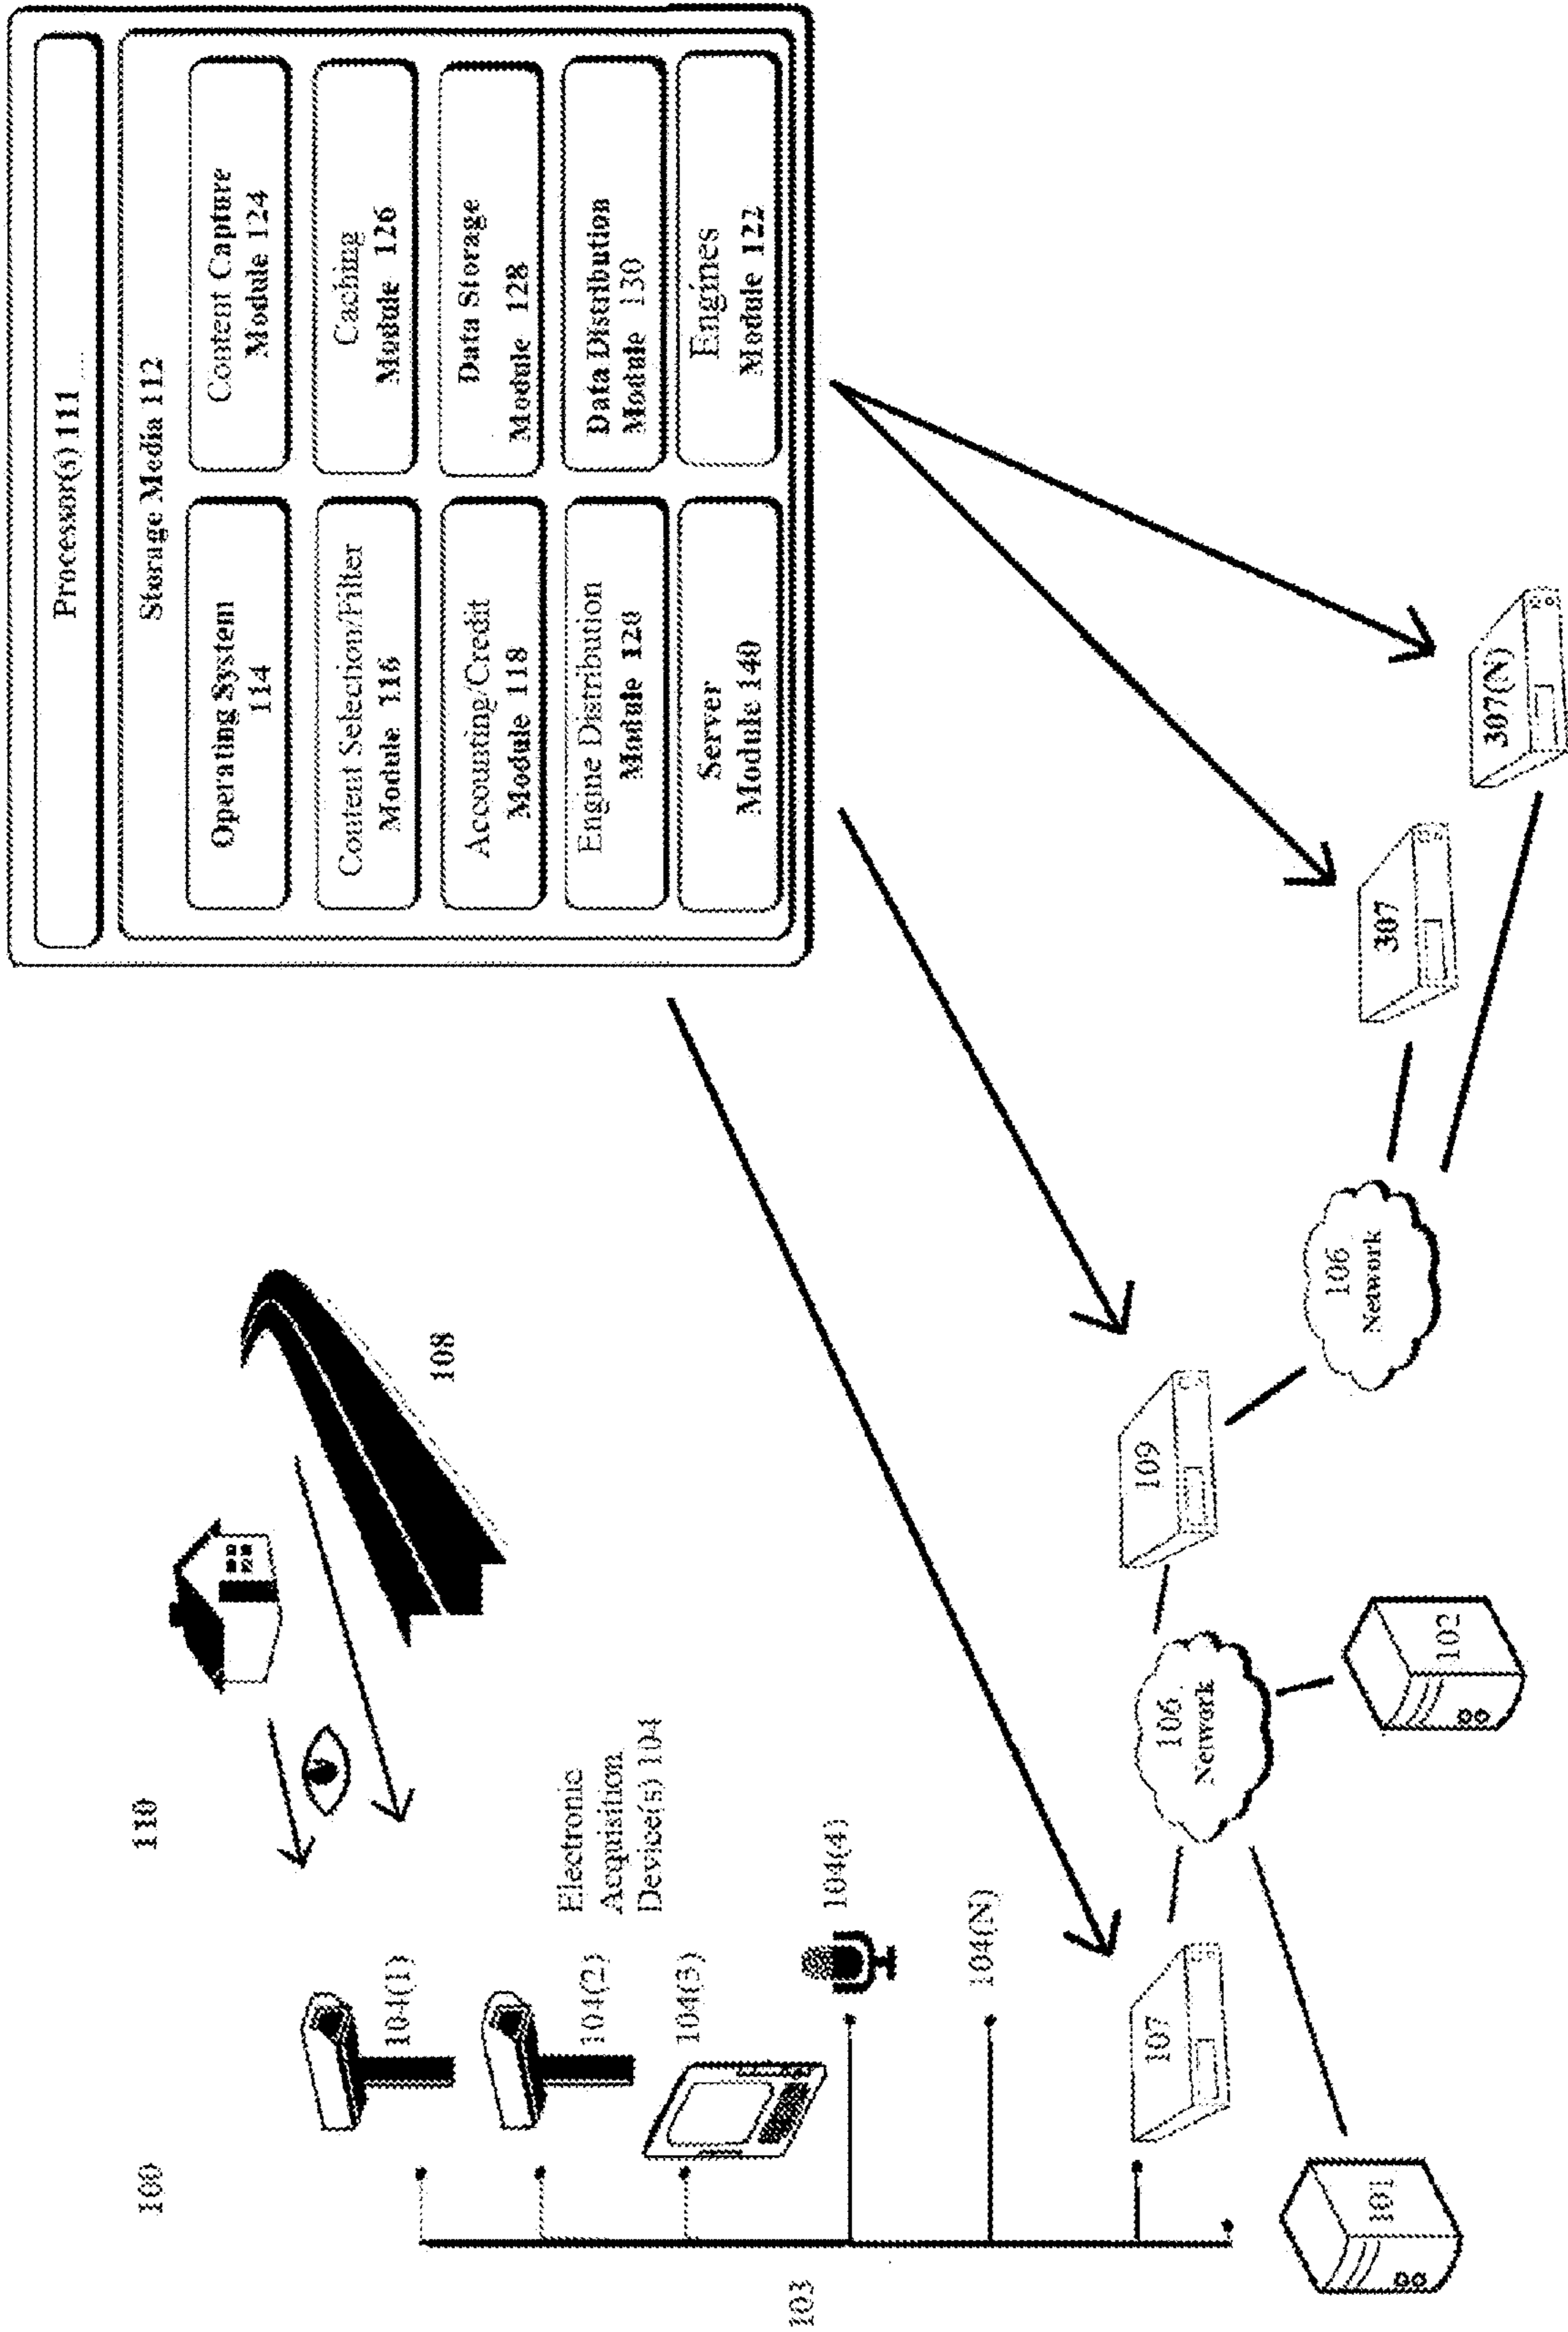 100
110
Processor(s) 111
Storage Media 112
Operating System
114
Content Capture
Module 124
Content Selection/Filter
Module 116
Caching
Module 126
Accounting/Credit
Module 118
Data Storage
Module 128
Engine Distribution
Module 120
Data Distribution
Module 130
Server
Module 140
Engines
Module 122
104(1)
104(2)
104(3)
104(4)
104(N)
Electronic
Acquisition
Device(s) 104
108
103
107
106
Network
109
106
Network
307
307(N)
101
102